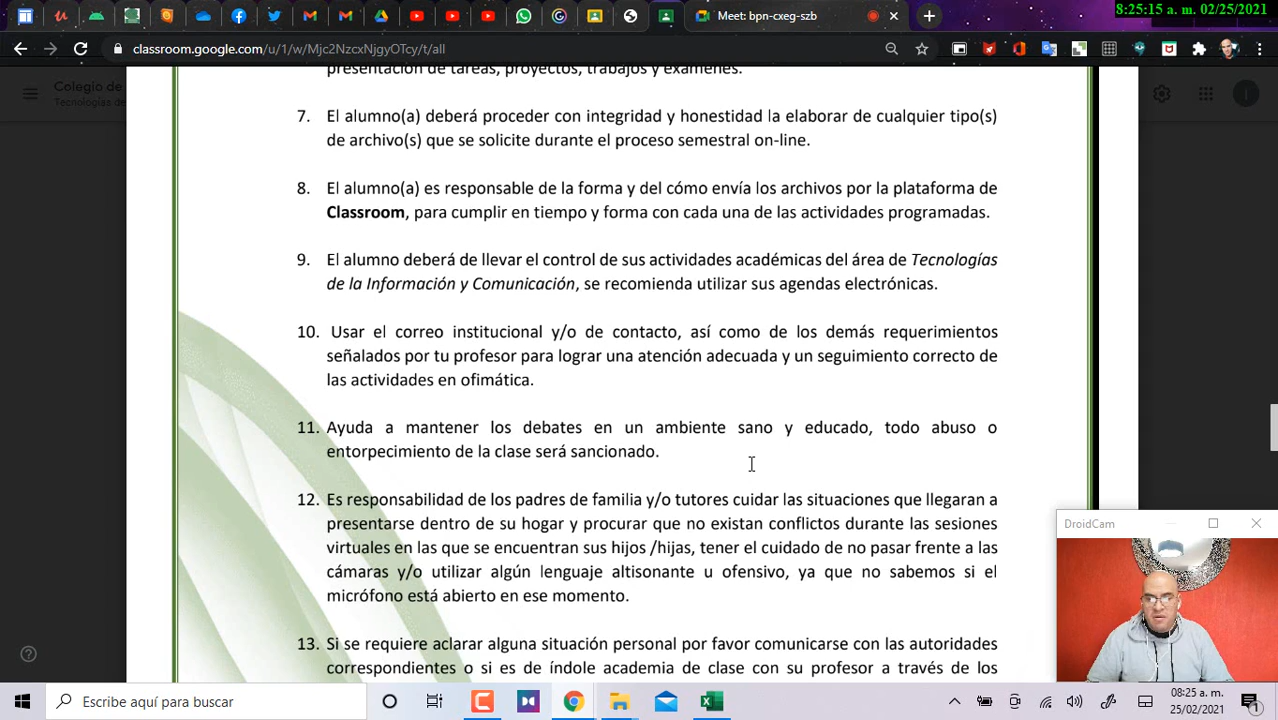 8:25:15 a. m. 02/25/2021
Meet: bpn-cxeg-szb
classroom.google.com/u/1/w/Mjc2NzcxNjgyOTcy/t/all
Colegio de
Tecnologías de
presentación de tareas, proyectos, trabajos y exámenes.
7. El alumno(a) deberá proceder con integridad y honestidad la elaborar de cualquier tipo(s)
de archivo(s) que se solicite durante el proceso semestral on-line.
8. El alumno(a) es responsable de la forma y del cómo envía los archivos por la plataforma de
Classroom, para cumplir en tiempo y forma con cada una de las actividades programadas.
9. El alumno deberá de llevar el control de sus actividades académicas del área de Tecnologías
de la Información y Comunicación, se recomienda utilizar sus agendas electrónicas.
10. Usar el correo institucional y/o de contacto, así como de los demás requerimientos
señalados por tu profesor para lograr una atención adecuada y un seguimiento correcto de
las actividades en ofimática.
11. Ayuda a mantener los debates en un ambiente sano y educado, todo abuso o
entorpecimiento de la clase será sancionado.
12. Es responsabilidad de los padres de familia y/o tutores cuidar las situaciones que llegaran a
presentarse dentro de su hogar y procurar que no existan conflictos durante las sesiones
virtuales en las que se encuentran sus hijos /hijas, tener el cuidado de no pasar frente a las
cámaras y/o utilizar algún lenguaje altisonante u ofensivo, ya que no sabemos si el
micrófono está abierto en ese momento.
13. Si se requiere aclarar alguna situación personal por favor comunicarse con las autoridades
correspondientes o si es de índole academia de clase con su profesor a través de los
DroidCam
Escribe aquí para buscar
08:25 a. m.
25/02/2021